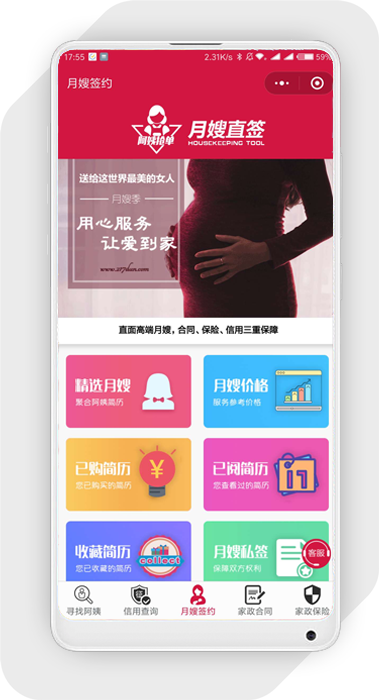 17:55
2.31K/s
59%
月嫂签约
阿姨抢单
月嫂直签
HOUSEKEEPING TOOL
送给这世界最美的女人
月嫂季
用心服务
让爱到家
直面高端月嫂，合同、保险、信用三重保障
精选月嫂
聚合阿姨简历
月嫂价格
服务参考价格
已购简历
您已购买的简历
已阅简历
您查看过的简历
收藏简历
您已收藏的简历
collect
月嫂私签
保障双方权利
客服
寻找阿姨
信用查询
月嫂签约
家政合同
家政保险